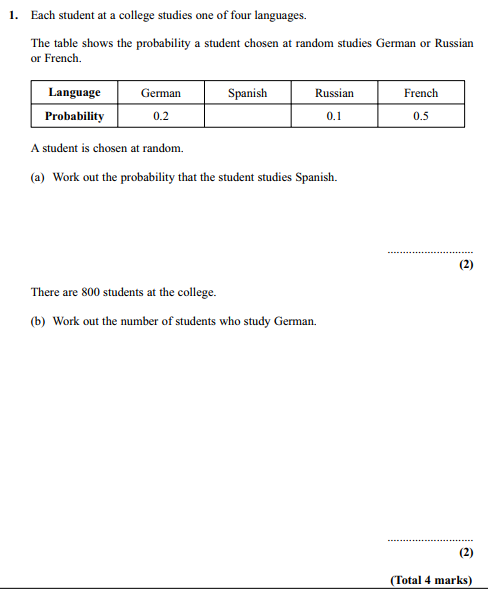 1. Each student at a college studies one of four languages.
The table shows the probability a student chosen at random studies German or Russian
or French.
Language German Spanish Russian French
Probability 0.2 0.1 0.5
A student is chosen at random.
(a) Work out the probability that the student studies Spanish.
............................
(2)
There are 800 students at the college.
(b) Work out the number of students who study German.
............................
(2)
(Total 4 marks)